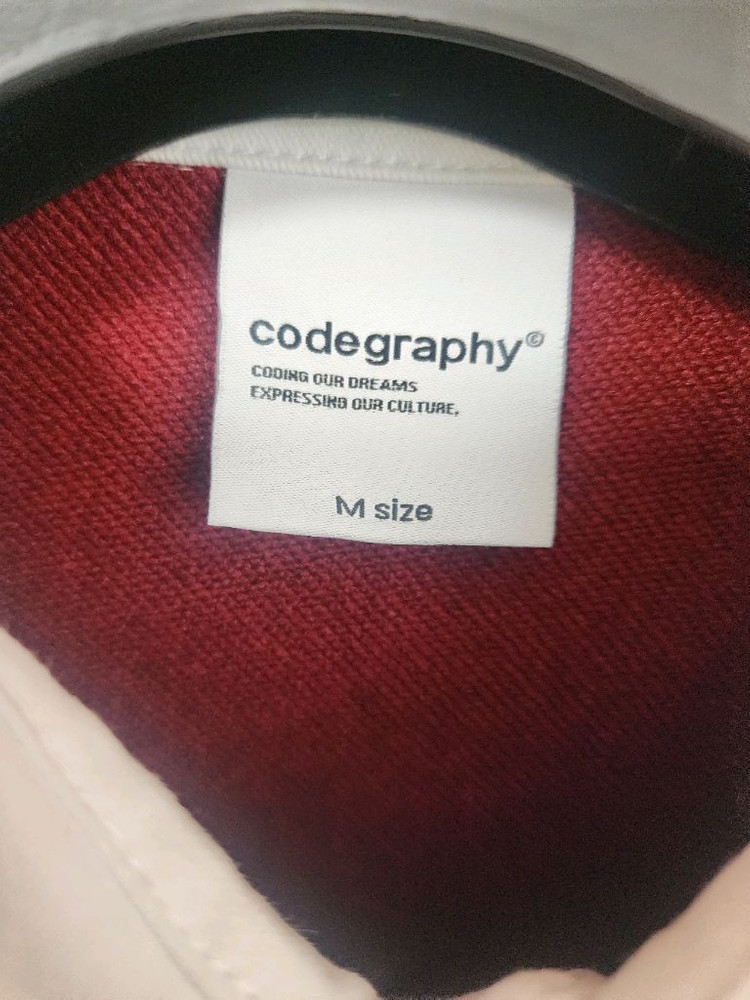 codegraphy©
CODING OUR DREAMS
EXPRESSING OUR CULTURE.
M size